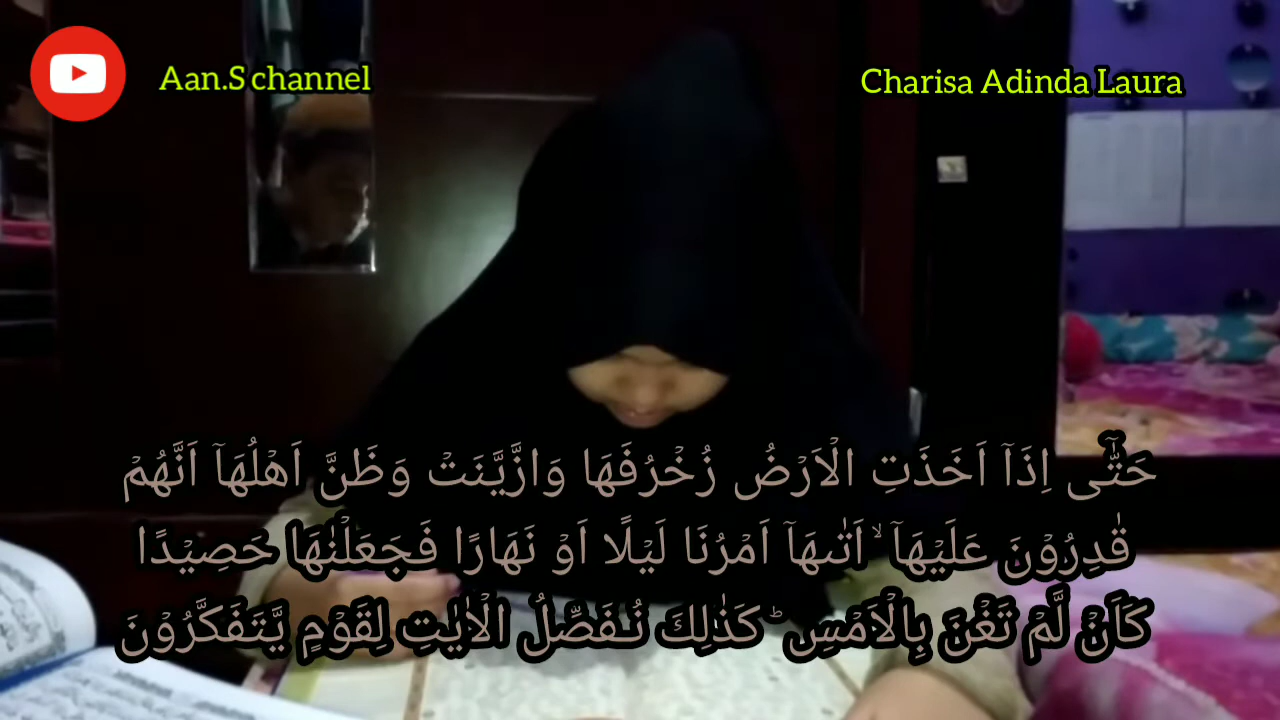 Aan.S channel
Charisa Adinda Laura
حَتّٰٓى اِذَآ اَخَذَتِ الْاَرْضُ زُخْرُفَهَا وَازَّيَّنَتْ وَظَنَّ اَهْلُهَآ اَنَّهُمْ
قٰدِرُوْنَ عَلَيْهَآ ۙ اَتٰىهَآ اَمْرُنَا لَيْلًا اَوْ نَهَارًا فَجَعَلْنٰهَا حَصِيْدًا
كَاَنْ لَّمْ تَغْنَ بِالْاَمْسِۗ كَذٰلِكَ نُفَصِّلُ الْاٰيٰتِ لِقَوْمٍ يَّتَفَكَّرُوْنَ